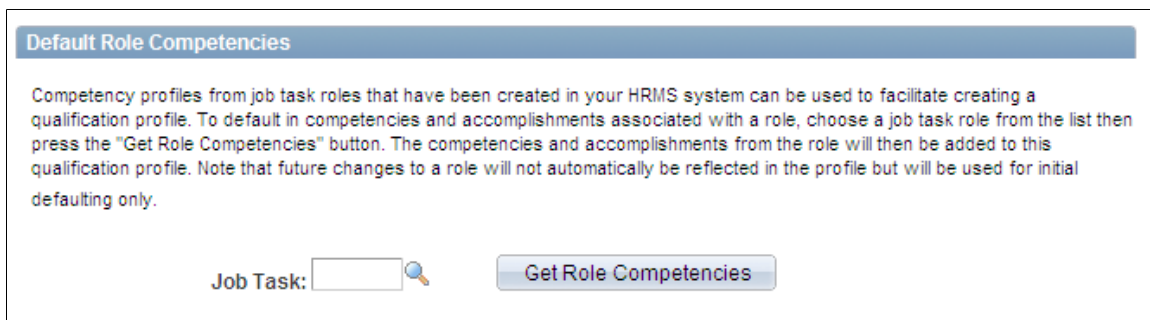 Default Role Competencies
Competency profiles from job task roles that have been created in your HRMS system can be used to facilitate creating a
qualification profile. To default in competencies and accomplishments associated with a role, choose a job task role from the list then
press the "Get Role Competencies" button. The competencies and accomplishments from the role will then be added to this
qualification profile. Note that future changes to a role will not automatically be reflected in the profile but will be used for initial
defaulting only.
Job Task: Get Role Competencies